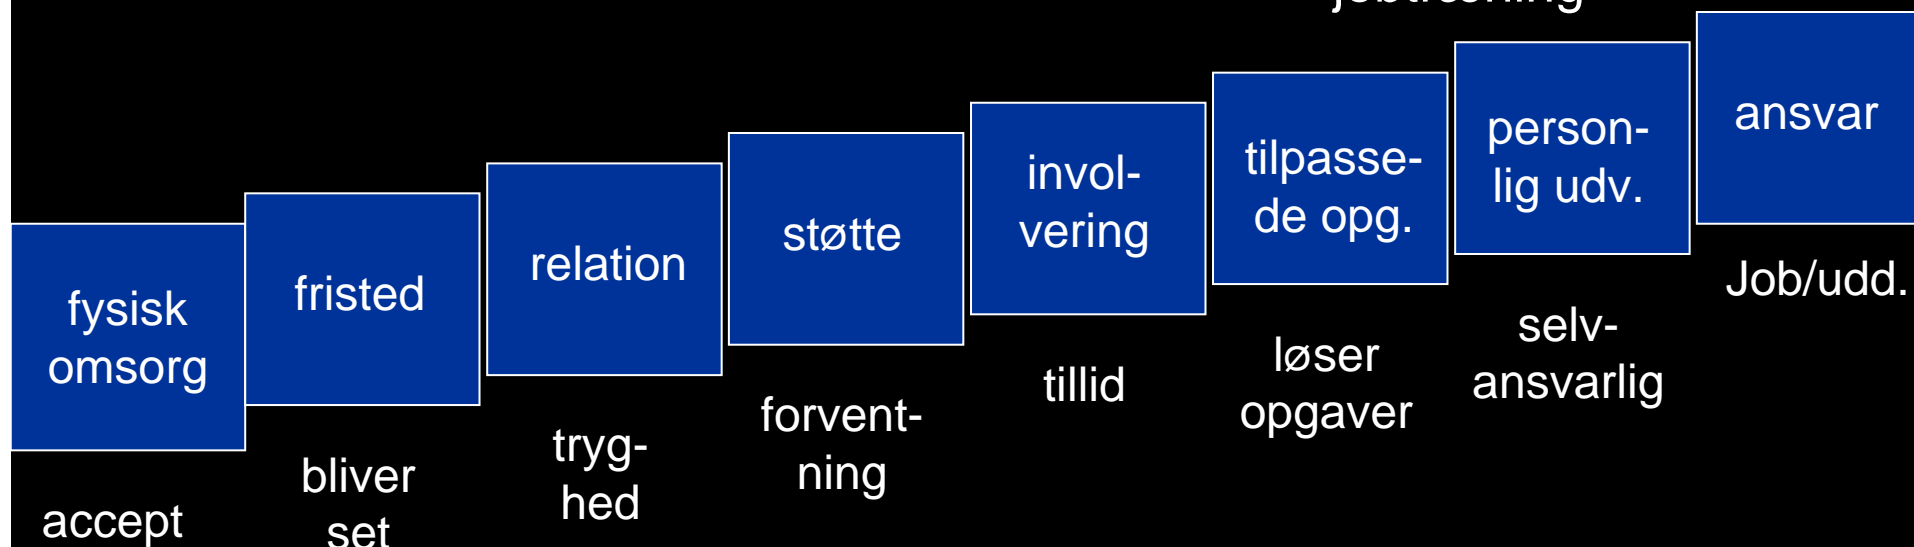 jobtræning
fysisk
omsorg
accept
fristed
bliver
set
relation
tryg-
hed
støtte
forvent-
ning
invol-
vering
tillid
tilpasse-
de opg.
løser
opgaver
person-
lig udv.
selv-
ansvarlig
ansvar
Job/udd.